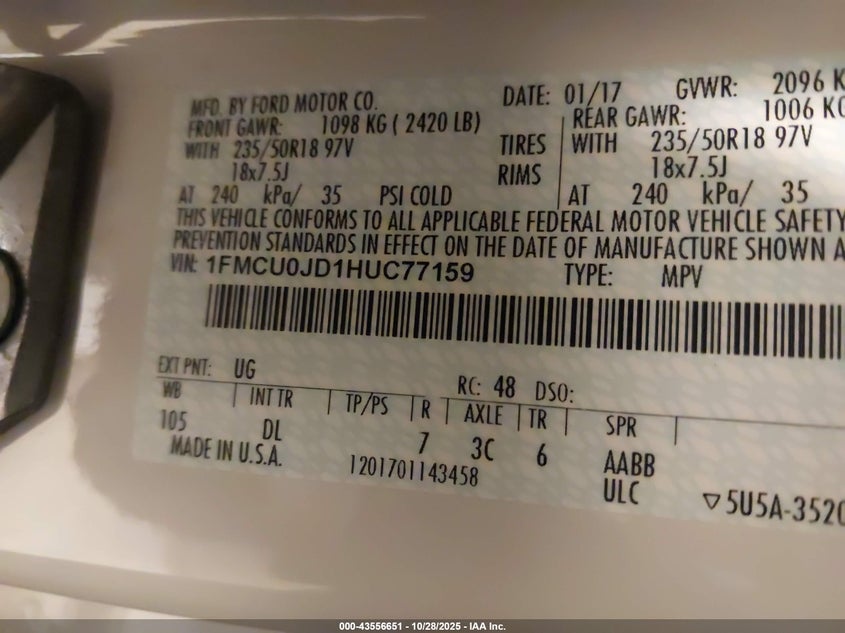 MFD. BY FORD MOTOR CO. DATE: 01/17 GVWR: 2096 K
FRONT GAWR: 1098 KG ( 2420 LB) REAR GAWR: 1006 KG
WITH 235/50R18 97V TIRES WITH 235/50R18 97V
18x7.5J RIMS 18x7.5J
AT 240 kPa/ 35 PSI COLD AT 240 kPa/ 35
THIS VEHICLE CONFORMS TO ALL APPLICABLE FEDERAL MOTOR VEHICLE SAFETY
PREVENTION STANDARDS IN EFFECT ON THE DATE OF MANUFACTURE SHOWN A
VIN: 1FMCU0JD1HUC77159 TYPE: MPV
EXT PNT: UG RC: 48 DSO:
WB INT TR TP/PS R AXLE TR SPR
105 DL 7 3C 6 AABB
MADE IN U.S.A. 1201701143458 ULC ▽5U5A-3520
000-43556651 | 10/28/2025 - IAA Inc.